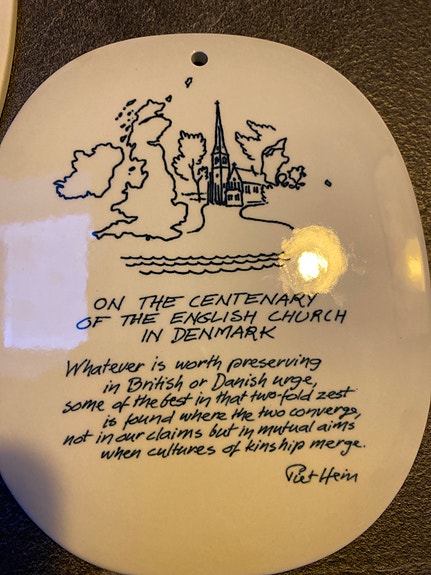 ON THE CENTENARY
OF THE ENGLISH CHURCH
IN DENMARK
Whatever is worth preserving
in British or Danish urge,
some of the best in that two-fold zest
is found where the two converge,
not in our claims but in mutual aims
when cultures of kinship merge.
Piet Hein